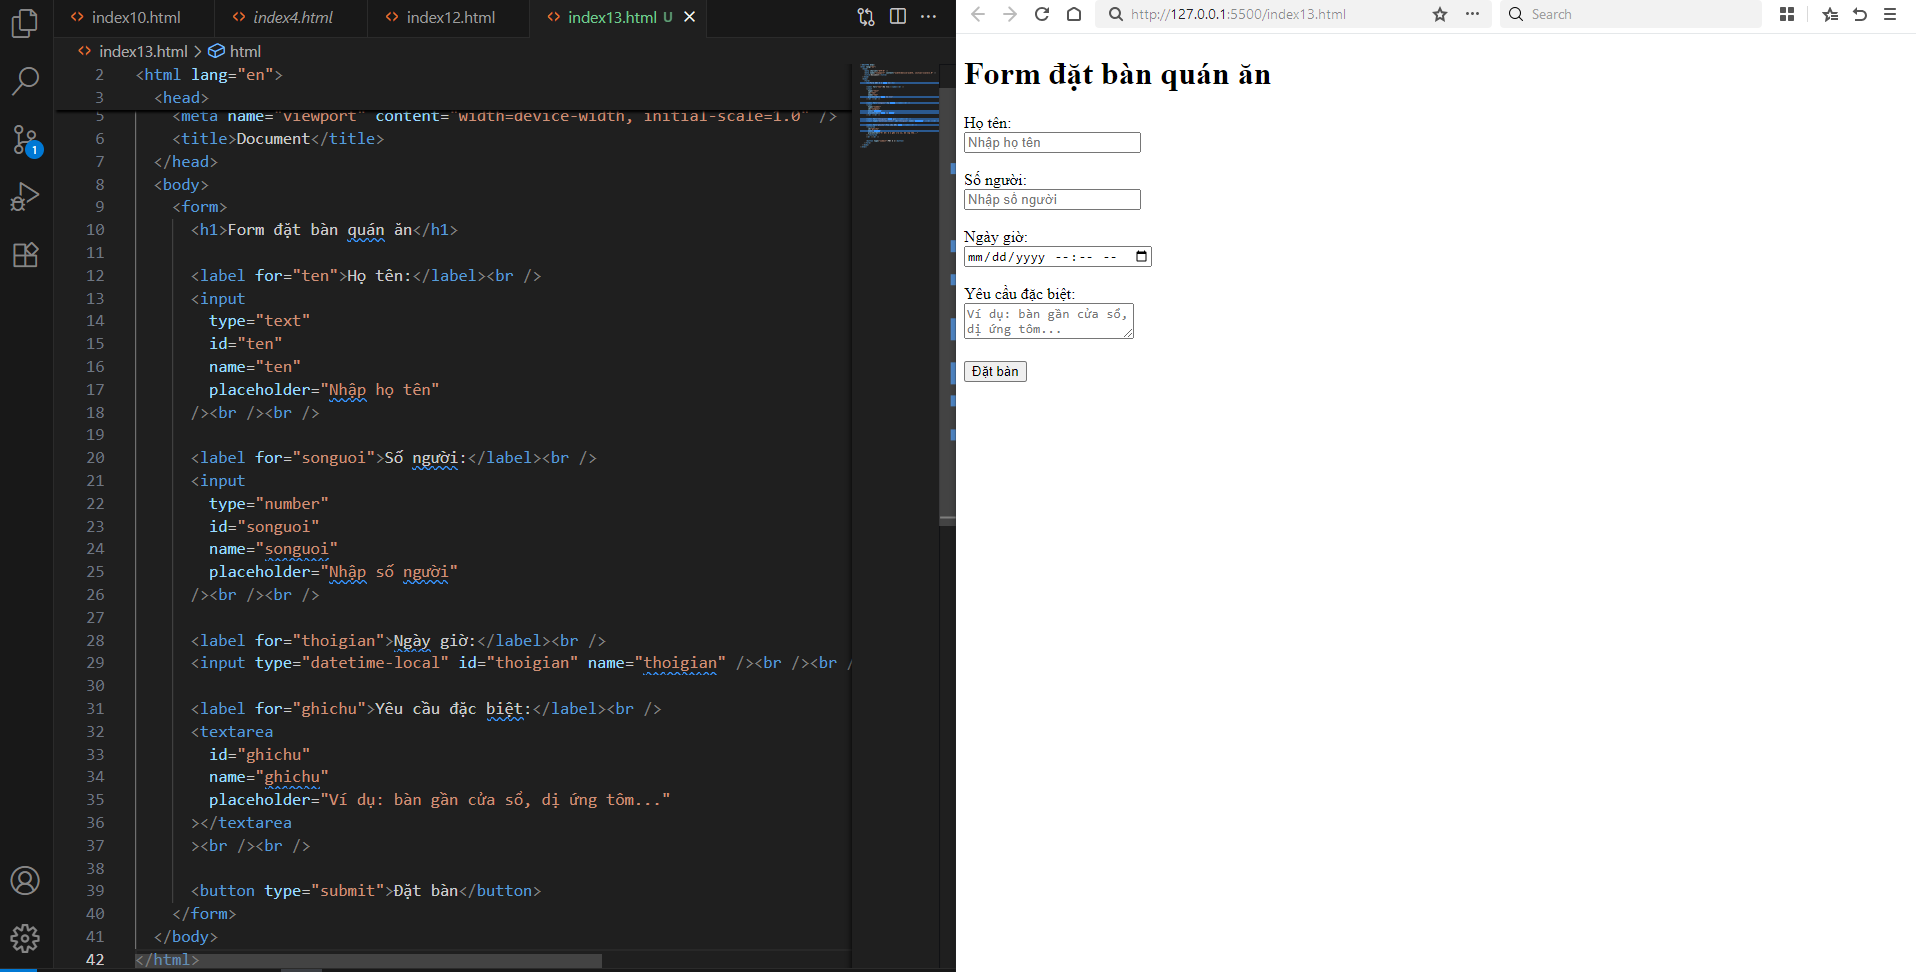 index10.html
index4.html
index12.html
index13.html U
index13.html > html
2 <html lang="en">
3 <head>
5 <meta name="viewport" content="width=device-width, initial-scale=1.0" />
6 <title>Document</title>
7 </head>
8 <body>
9 <form>
10 <h1>Form đặt bàn quán ăn</h1>
11
12 <label for="ten">Họ tên:</label><br />
13 <input
14 type="text"
15 id="ten"
16 name="ten"
17 placeholder="Nhập họ tên"
18 /><br /><br />
19
20 <label for="songuoi">Số người:</label><br />
21 <input
22 type="number"
23 id="songuoi"
24 name="songuoi"
25 placeholder="Nhập số người"
26 /><br /><br />
27
28 <label for="thoigian">Ngày giờ:</label><br />
29 <input type="datetime-local" id="thoigian" name="thoigian" /><br /><br /
30
31 <label for="ghichu">Yêu cầu đặc biệt:</label><br />
32 <textarea
33 id="ghichu"
34 name="ghichu"
35 placeholder="Ví dụ: bàn gần cửa sổ, dị ứng tôm..."
36 ></textarea
37 ><br /><br />
38
39 <button type="submit">Đặt bàn</button>
40 </form>
41 </body>
42 </html>
1
http://127.0.0.1:5500/index13.html
Search
Form đặt bàn quán ăn
Họ tên:
Nhập họ tên
Số người:
Nhập số người
Ngày giờ:
mm/dd/yyyy --:-- --
Yêu cầu đặc biệt:
Ví dụ: bàn gần cửa sổ,
dị ứng tôm...
Đặt bàn